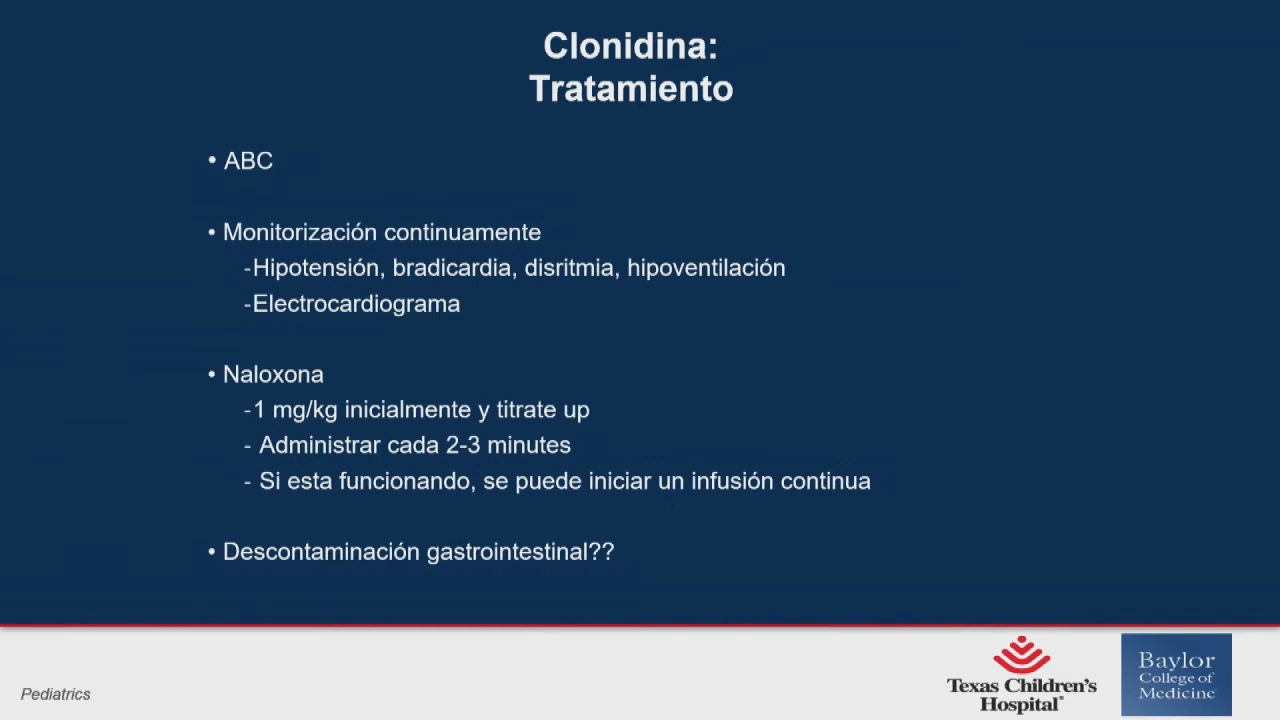 Clonidina:
Tratamiento
• ABC
• Monitorización continuamente
-Hipotensión, bradicardia, disritmia, hipoventilación
-Electrocardiograma
• Naloxona
-1 mg/kg inicialmente y titrate up
- Administrar cada 2-3 minutes
- Si esta funcionando, se puede iniciar un infusión continua
• Descontaminación gastrointestinal??
Pediatrics
Texas Children's
Hospital®
Baylor
College of
Medicine